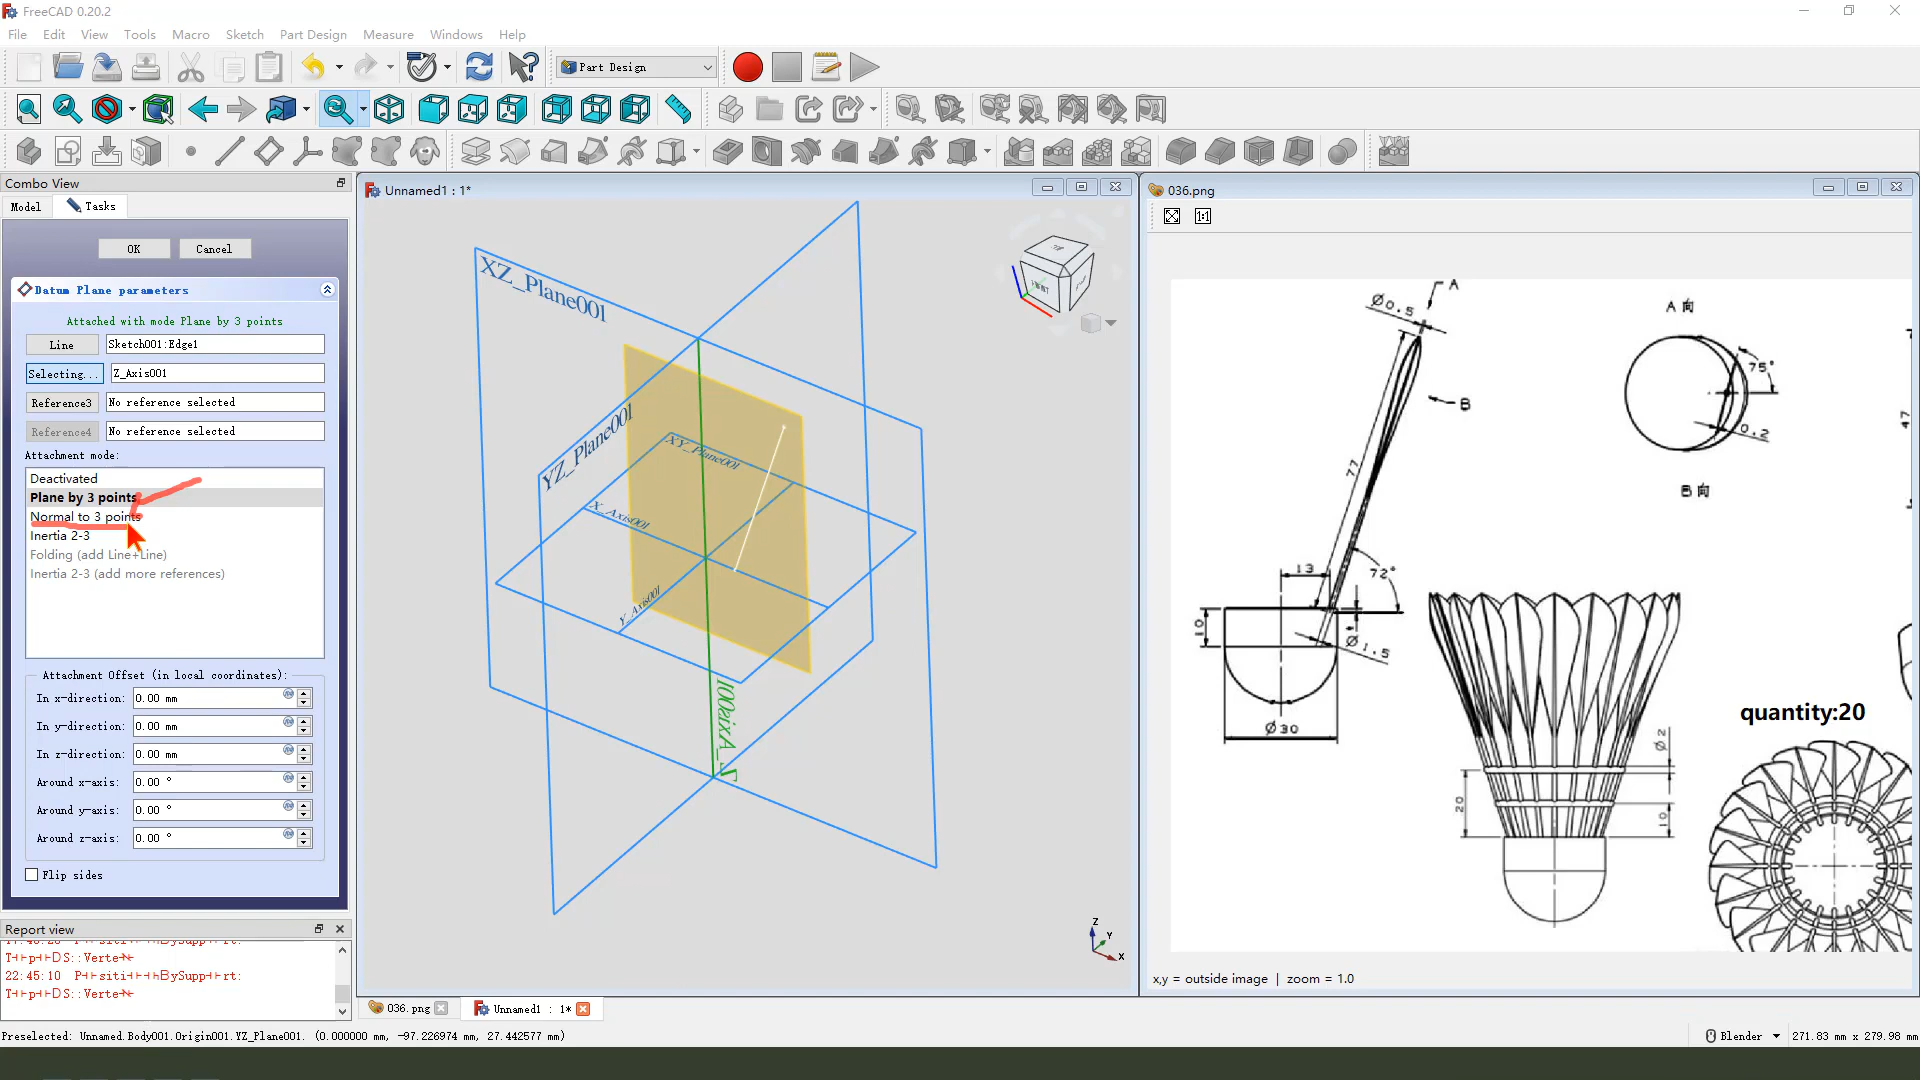 FreeCAD 0.20.2
File Edit View Tools Macro Sketch Part Design Measure Windows Help
Part Design
Combo View
Model Tasks
OK Cancel
Datum Plane parameters
Attached with mode Plane by 3 points
Line Sketch001:Edge1
Selecting... Z_Axis001
Reference3 No reference selected
Reference4 No reference selected
Attachment mode:
Deactivated
Plane by 3 points
Normal to 3 points
Inertia 2-3
Folding (add Line+Line)
Inertia 2-3 (add more references)
Attachment Offset (in local coordinates):
In x-direction: 0.00 mm
In y-direction: 0.00 mm
In z-direction: 0.00 mm
Around x-axis: 0.00 °
Around y-axis: 0.00 °
Around z-axis: 0.00 °
Flip sides
Report view
22:45:10
Unnamed1 : 1*
XZ_Plane001
YZ_Plane001
XY_Plane001
X_Axis001
Y_Axis001
Z_Axis001
Z
Y
X
036.png
1:1
A
Ø0.5
A 向
75°
0.2
B
77
B 向
13
72°
10
1
Ø1.5
Ø30
47
quantity:20
Ø2
20
10
x,y = outside image | zoom = 1.0
036.png Unnamed1 : 1*
Preselected: Unnamed.Body001.Origin001.YZ_Plane001. (0.000000 mm, -97.226974 mm, 27.442577 mm)
Blender 271.83 mm x 279.98 mm